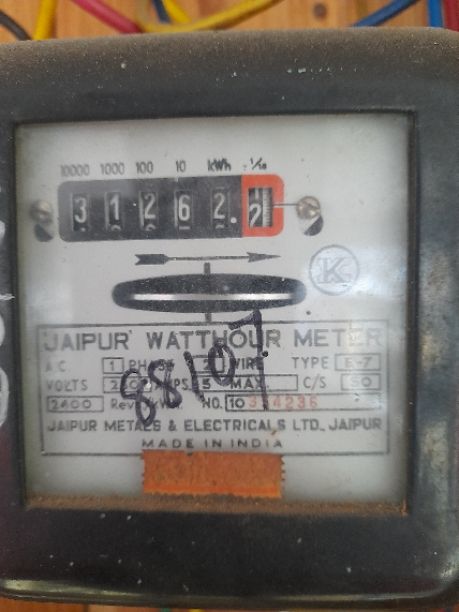 10000 1000 100 10 kWh 1/10
3 1 2 6 2. 2
K
JAIPUR WATTHOUR METER
A.C. 1 PHASE 2 WIRE TYPE E-7
VOLTS AMPS. 5 MAX. C/S 50
2400 NO. 10
88107
JAIPUR METALS & ELECTRICALS LTD., JAIPUR
MADE IN INDIA